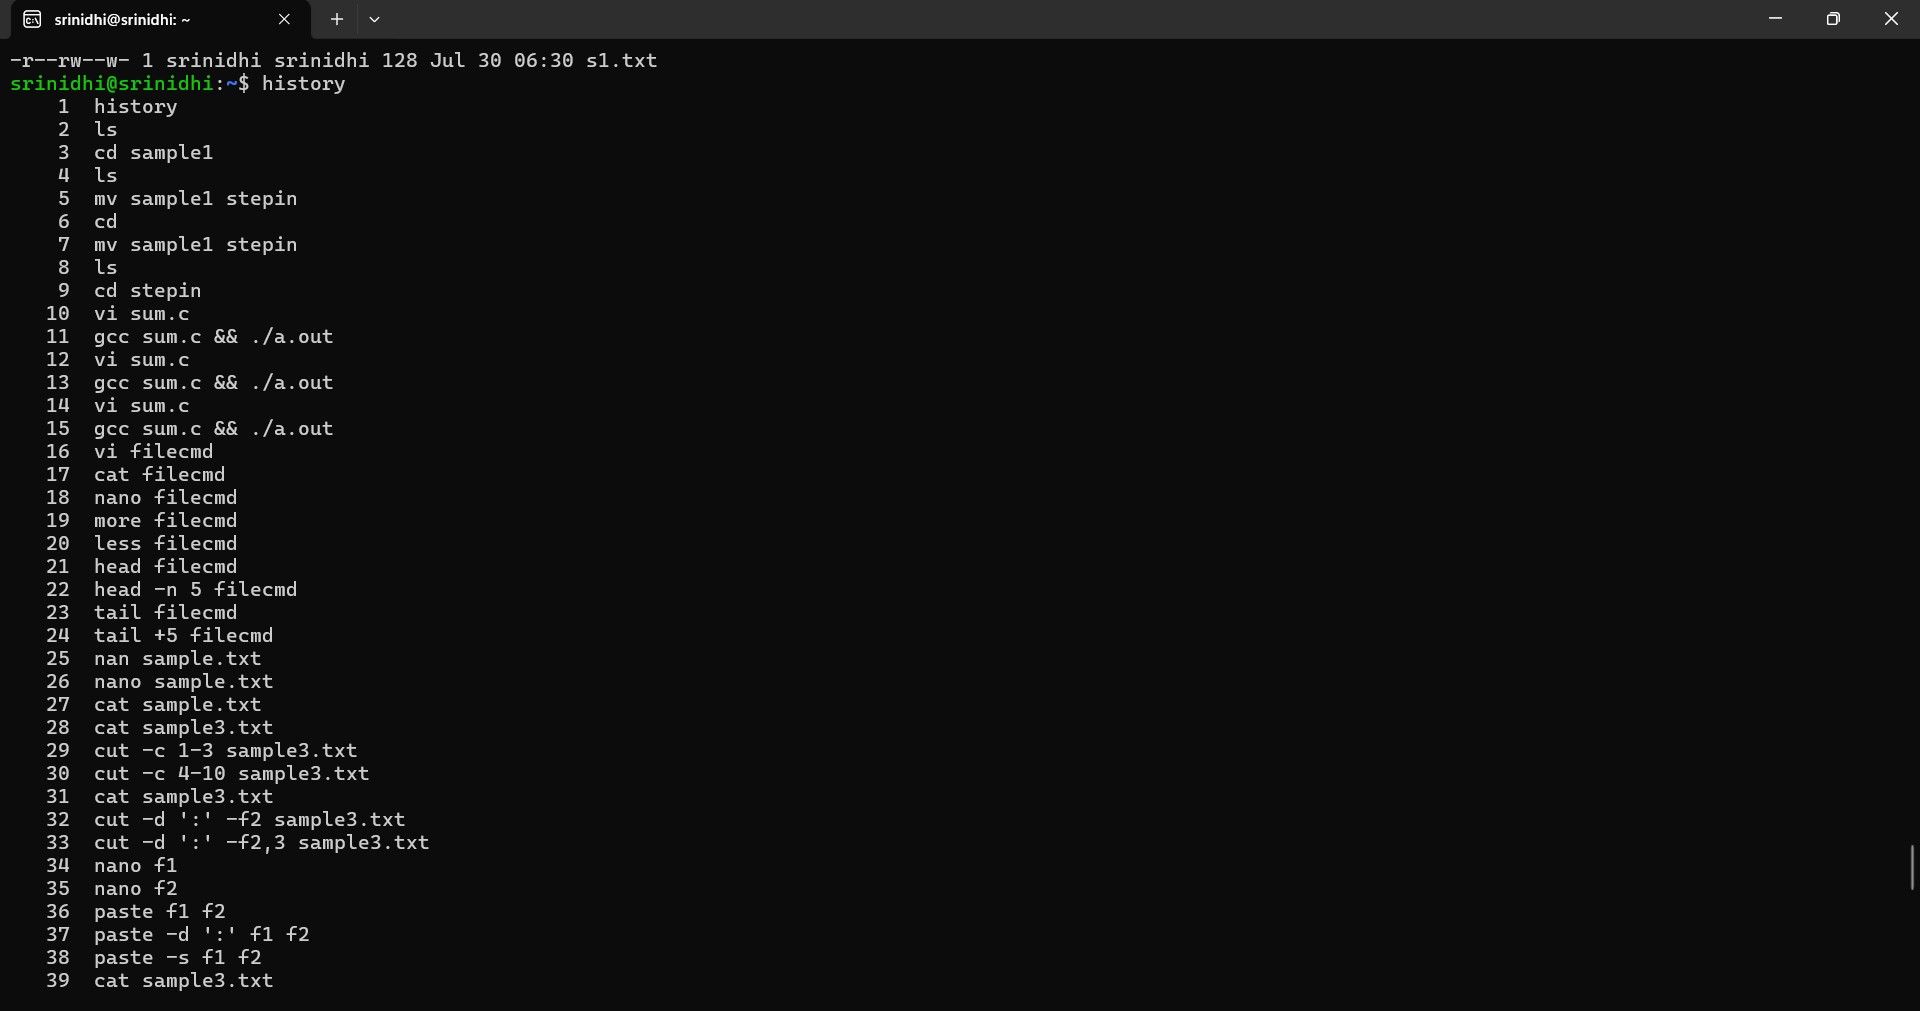 srinidhi@srinidhi: ~
-r--rw--w- 1 srinidhi srinidhi 128 Jul 30 06:30 s1.txt
srinidhi@srinidhi:~$ history
    1  history
    2  ls
    3  cd sample1
    4  ls
    5  mv sample1 stepin
    6  cd
    7  mv sample1 stepin
    8  ls
    9  cd stepin
   10  vi sum.c
   11  gcc sum.c && ./a.out
   12  vi sum.c
   13  gcc sum.c && ./a.out
   14  vi sum.c
   15  gcc sum.c && ./a.out
   16  vi filecmd
   17  cat filecmd
   18  nano filecmd
   19  more filecmd
   20  less filecmd
   21  head filecmd
   22  head -n 5 filecmd
   23  tail filecmd
   24  tail +5 filecmd
   25  nan sample.txt
   26  nano sample.txt
   27  cat sample.txt
   28  cat sample3.txt
   29  cut -c 1-3 sample3.txt
   30  cut -c 4-10 sample3.txt
   31  cat sample3.txt
   32  cut -d ':' -f2 sample3.txt
   33  cut -d ':' -f2,3 sample3.txt
   34  nano f1
   35  nano f2
   36  paste f1 f2
   37  paste -d ':' f1 f2
   38  paste -s f1 f2
   39  cat sample3.txt